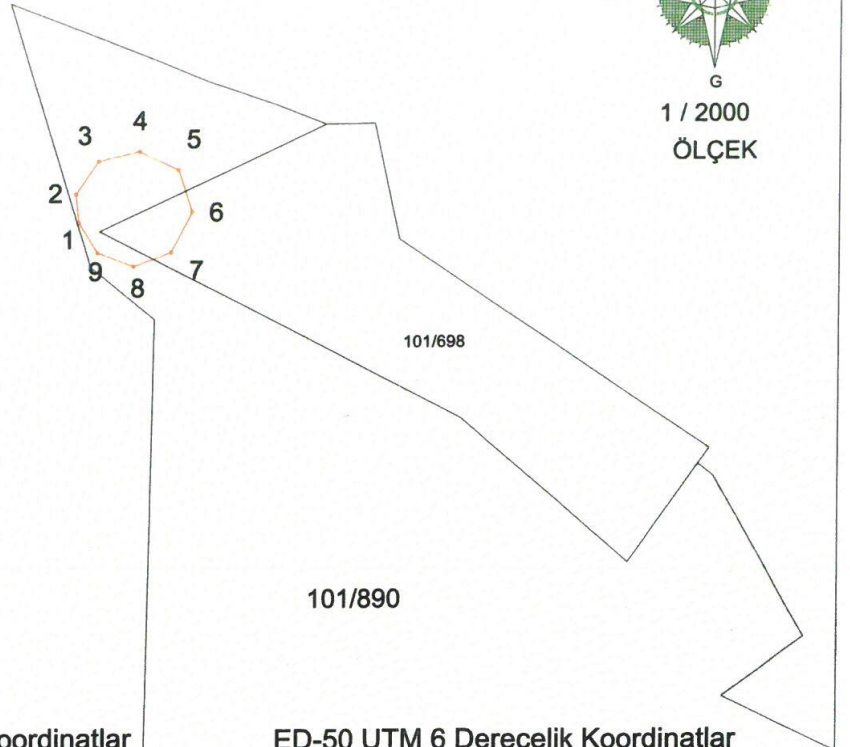 G
1 / 2000
ÖLÇEK
4
3
5
2
6
1
7
9
8
101/698
101/890
oordinatlar
ED-50 UTM 6 Derecelik Koordinatlar